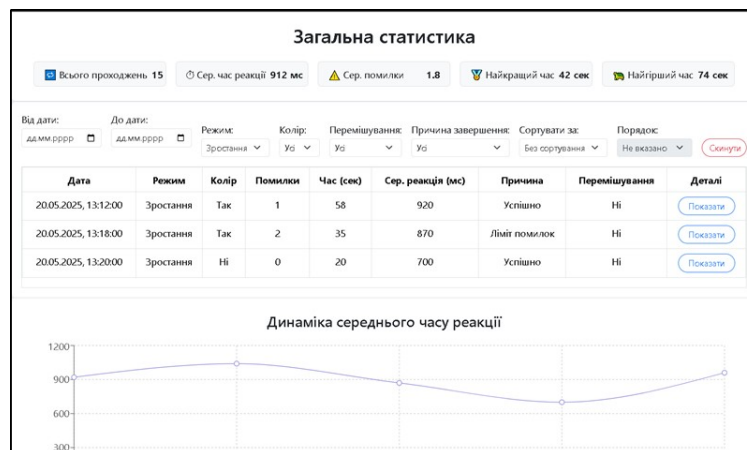 Загальна статистика
Всього проходжень 15 Сер. час реакції 912 мс Сер. помилки 1.8 Найкращий час 42 сек Найгірший час 74 сек
Від дати: До дати: Режим: Колір: Перемішування: Причина завершення: Сортувати за: Порядок:
дд.мм.рррр дд.мм.рррр Зростання Усі Усі Усі Без сортування Не вказано Скинути
Дата Режим Колір Помилки Час (сек) Сер. реакція (мс) Причина Перемішування Деталі
20.05.2025, 13:12:00 Зростання Так 1 58 920 Успішно Ні Показати
20.05.2025, 13:18:00 Зростання Так 2 35 870 Ліміт помилок Ні Показати
20.05.2025, 13:20:00 Зростання Ні 0 20 700 Успішно Ні Показати
Динаміка середнього часу реакції
1200
900
600
300